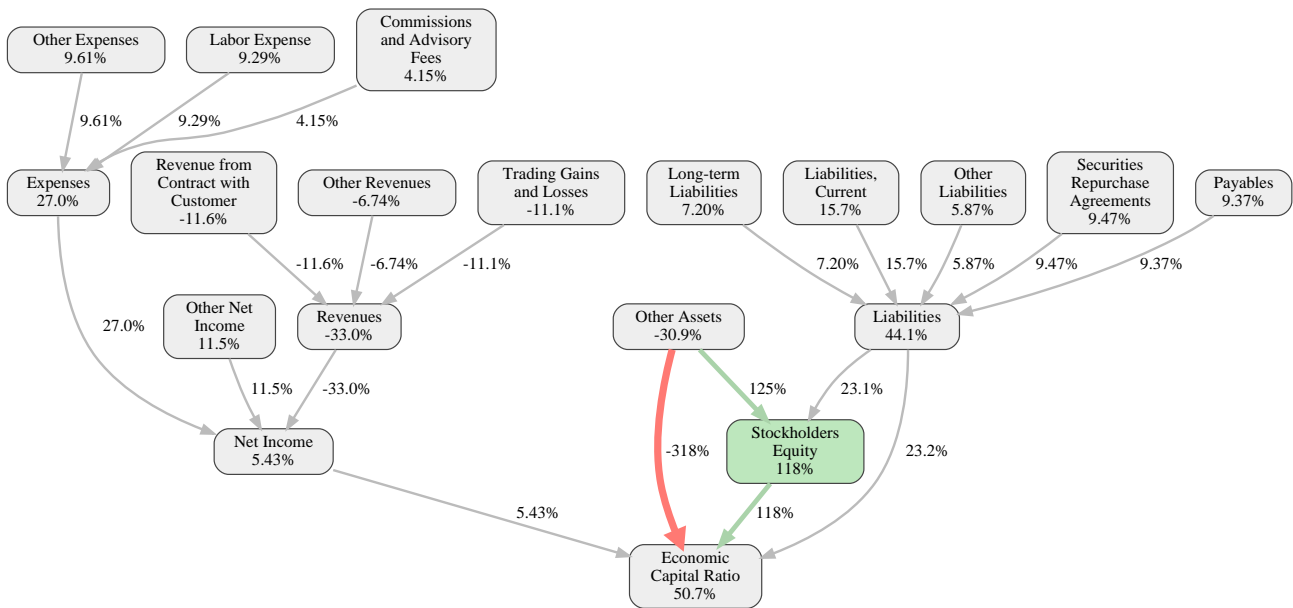 Other Expenses
9.61%
Labor Expense
9.29%
Commissions
and Advisory
Fees
4.15%
9.61%
9.29%
4.15%
Expenses
27.0%
Revenue from
Contract with
Customer
-11.6%
Other Revenues
-6.74%
Trading Gains
and Losses
-11.1%
Long-term
Liabilities
7.20%
Liabilities,
Current
15.7%
Other
Liabilities
5.87%
Securities
Repurchase
Agreements
9.47%
Payables
9.37%
-11.6%
-6.74%
-11.1%
7.20%
15.7%
5.87%
9.47%
9.37%
27.0%
Other Net
Income
11.5%
Revenues
-33.0%
Other Assets
-30.9%
Liabilities
44.1%
11.5%
-33.0%
125%
23.1%
Net Income
5.43%
-318%
Stockholders
Equity
118%
23.2%
5.43%
118%
Economic
Capital Ratio
50.7%